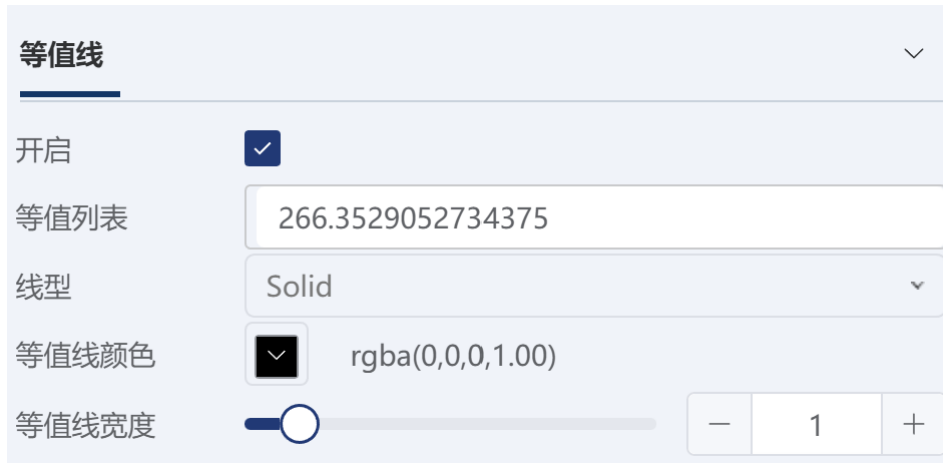 等值线
开启
等值列表 266.3529052734375
线型 Solid
等值线颜色 rgba(0,0,0,1.00)
等值线宽度 — 1 +